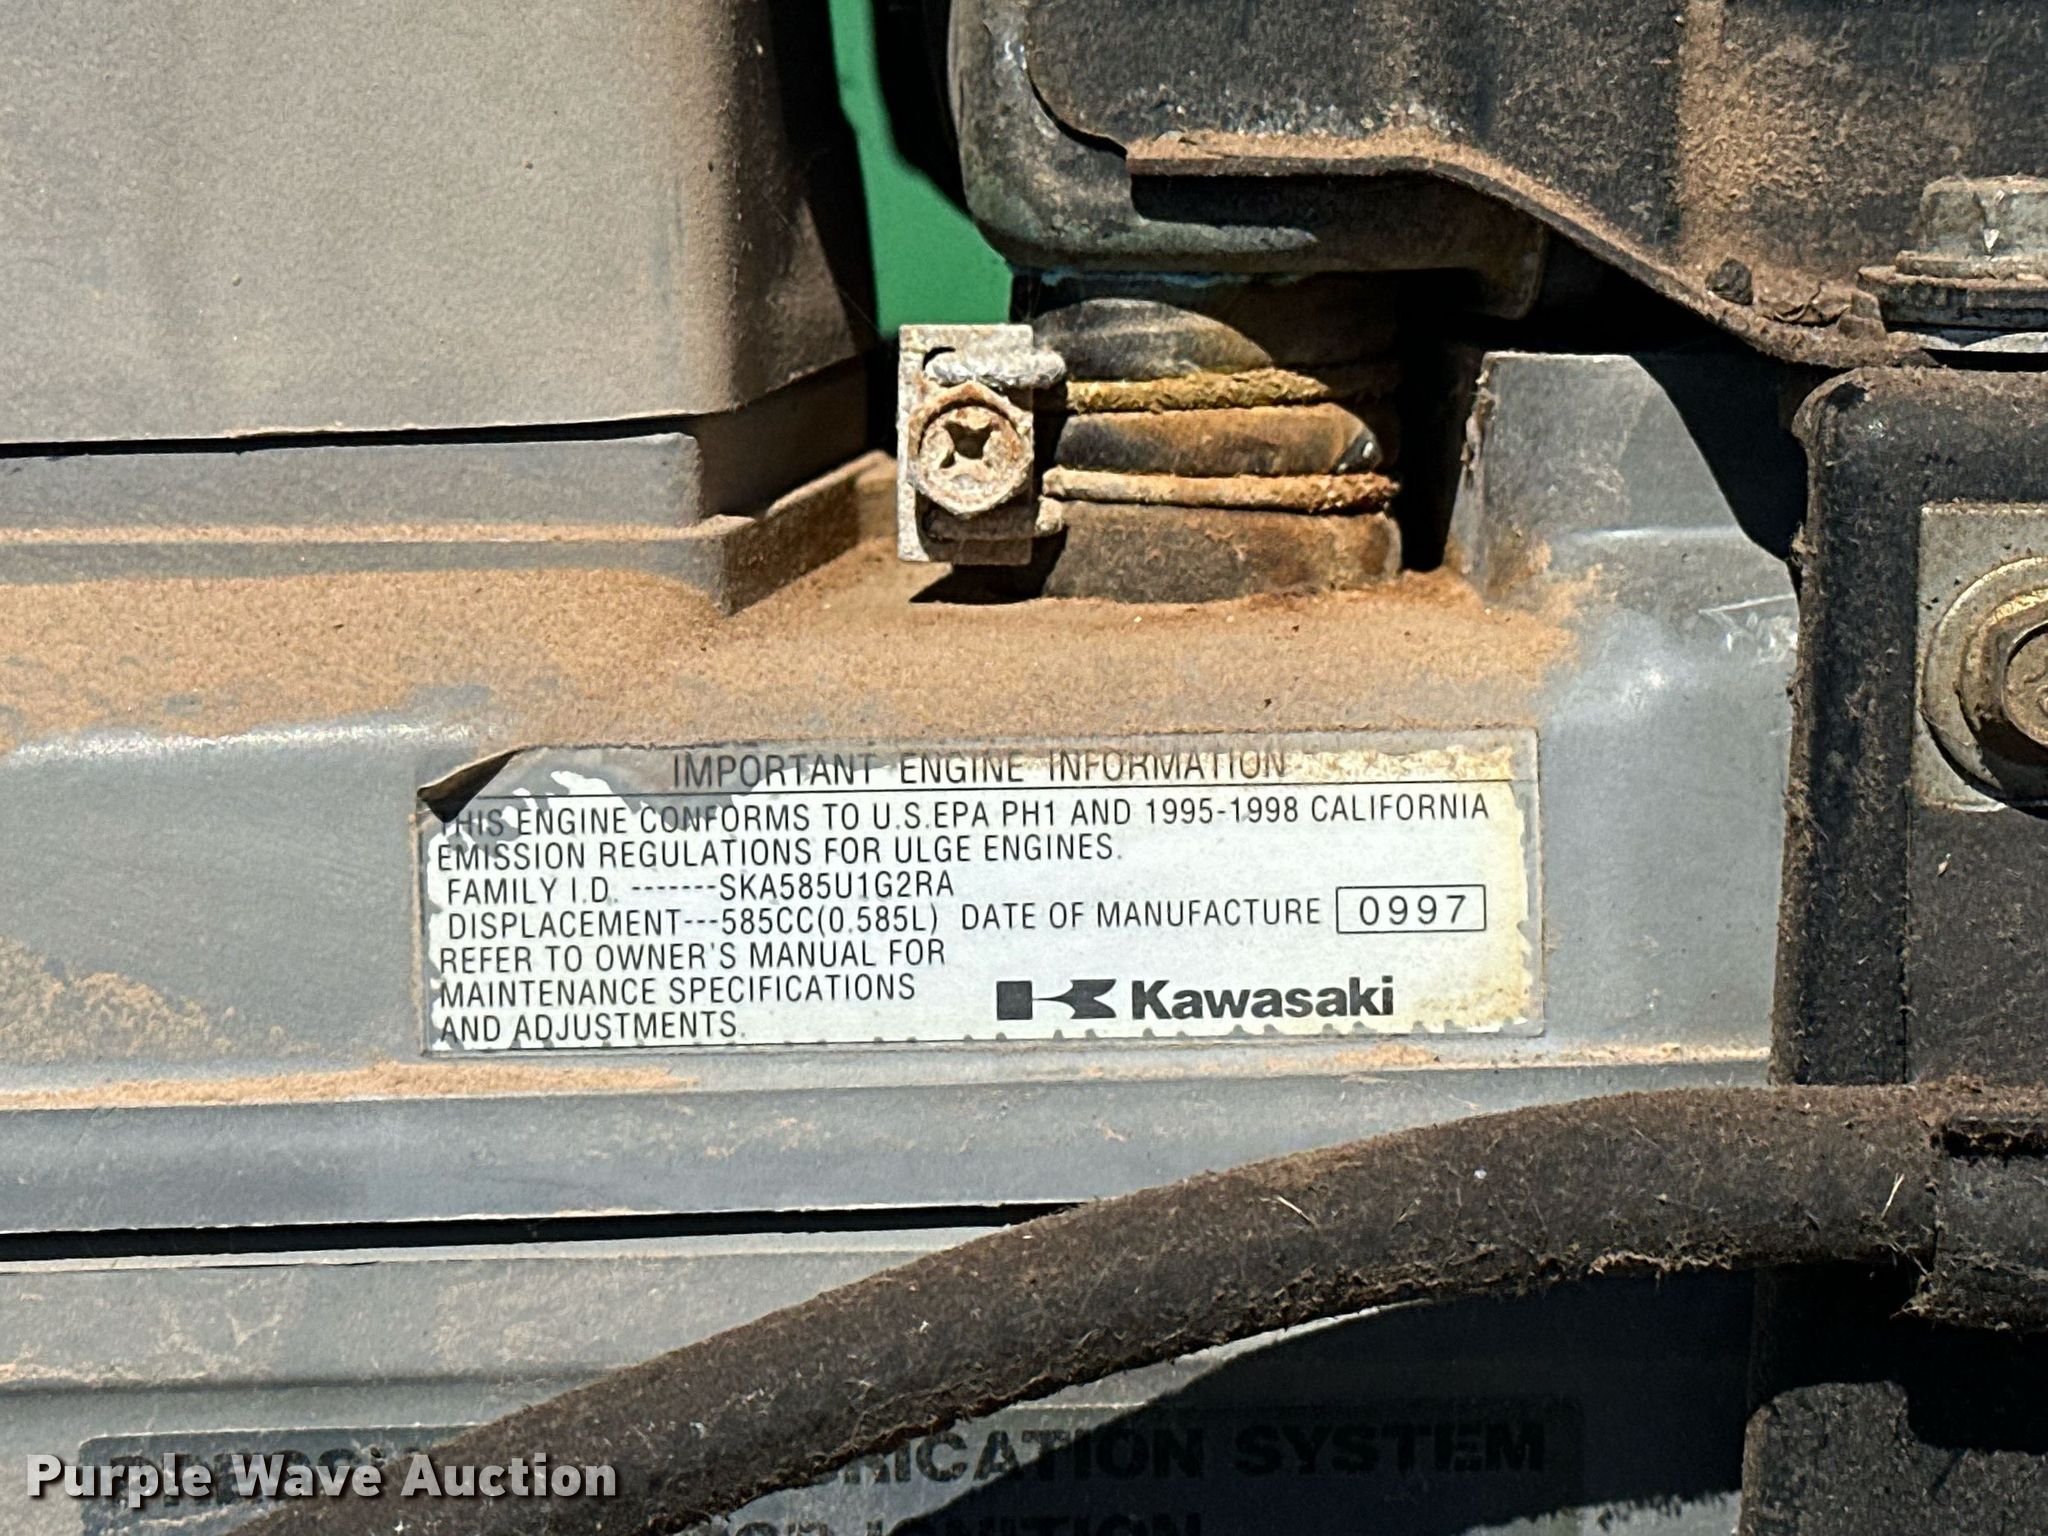 IMPORTANT ENGINE INFORMATION
THIS ENGINE CONFORMS TO U.S.EPA PH1 AND 1995-1998 CALIFORNIA
EMISSION REGULATIONS FOR ULGE ENGINES.
FAMILY I.D. -------SKA585U1G2RA
DISPLACEMENT---585CC(0.585L) DATE OF MANUFACTURE 0997
REFER TO OWNER'S MANUAL FOR
MAINTENANCE SPECIFICATIONS
AND ADJUSTMENTS.
Kawasaki
SYSTEM
Purple Wave Auction